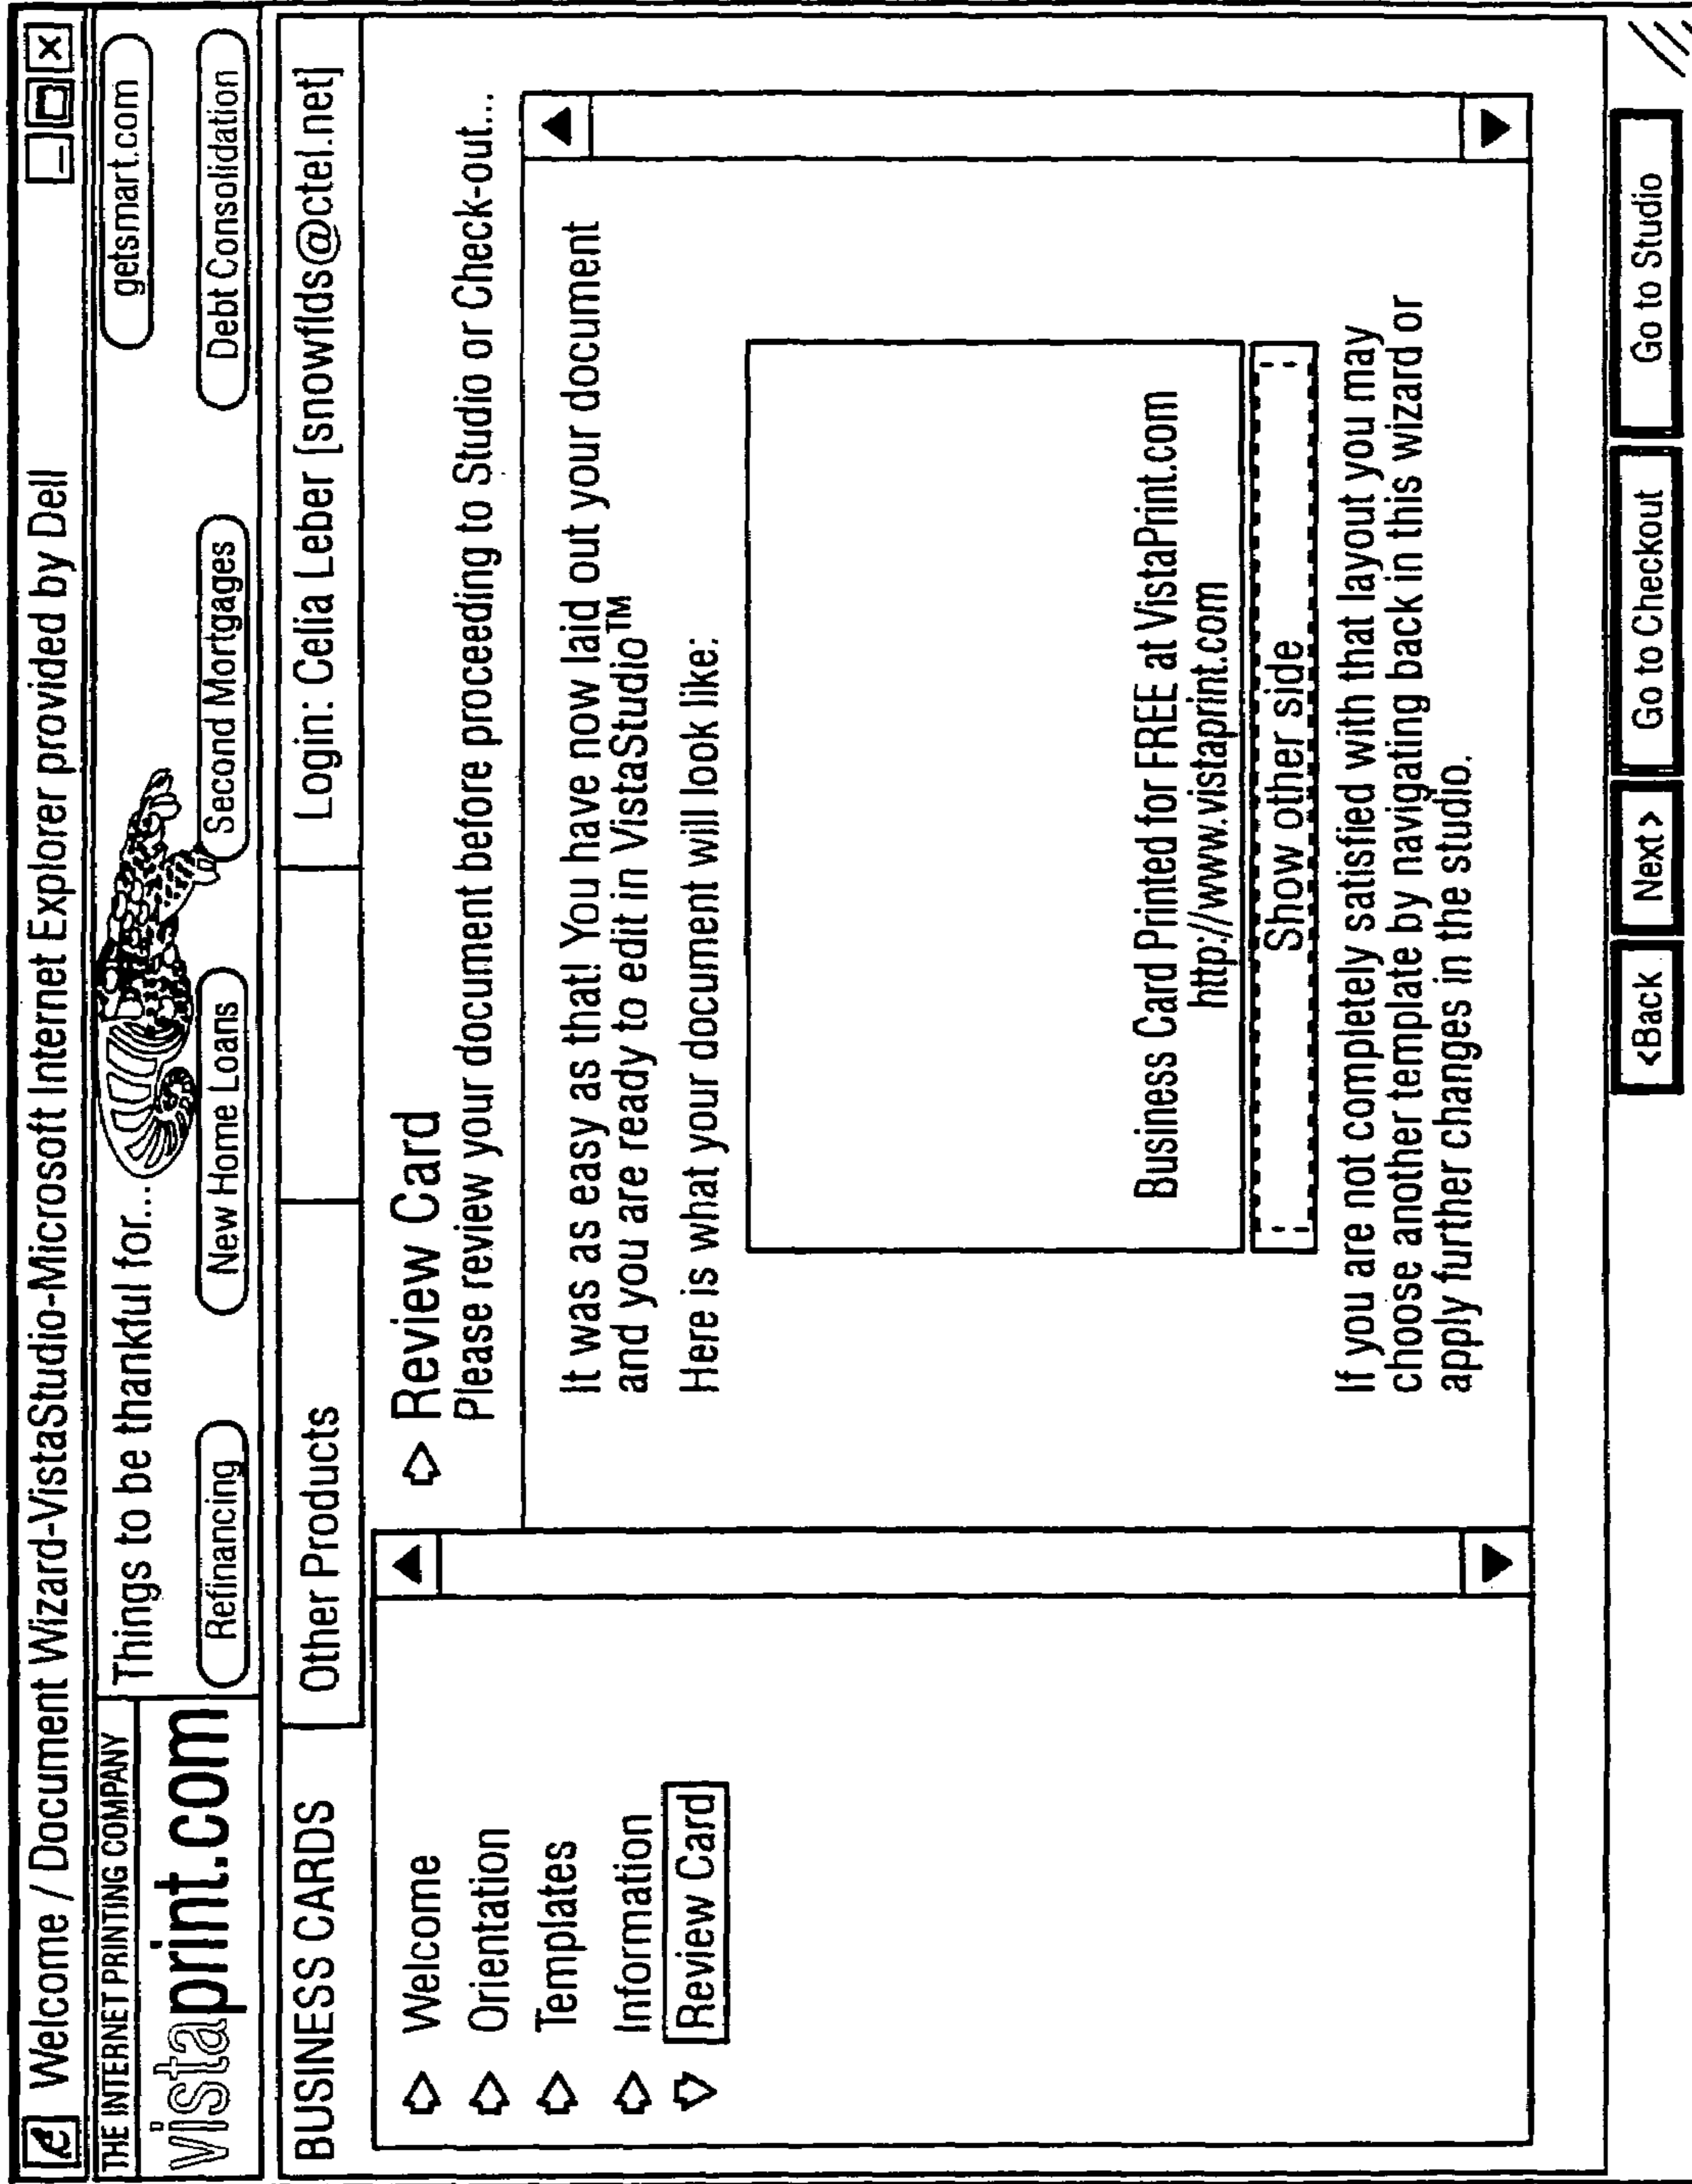 Welcome / Document Wizard-VistaStudio-Microsoft Internet Explorer provided by Dell
THE INTERNET PRINTING COMPANY
vistaprint.com
Things to be thankful for...
getsmart.com
Refinancing
New Home Loans
Second Mortgages
Debt Consolidation
BUSINESS CARDS
Other Products
Login: Celia Leber [snowflds@ctel.net]
Welcome
Orientation
Templates
Information
Review Card
Review Card
Please review your document before proceeding to Studio or Check-out...
It was as easy as that! You have now laid out your document
and you are ready to edit in VistaStudio™
Here is what your document will look like:
Business Card Printed for FREE at VistaPrint.com
http://www.vistaprint.com
Show other side
If you are not completely satisfied with that layout you may
choose another template by navigating back in this wizard or
apply further changes in the studio.
<Back
Next>
Go to Checkout
Go to Studio